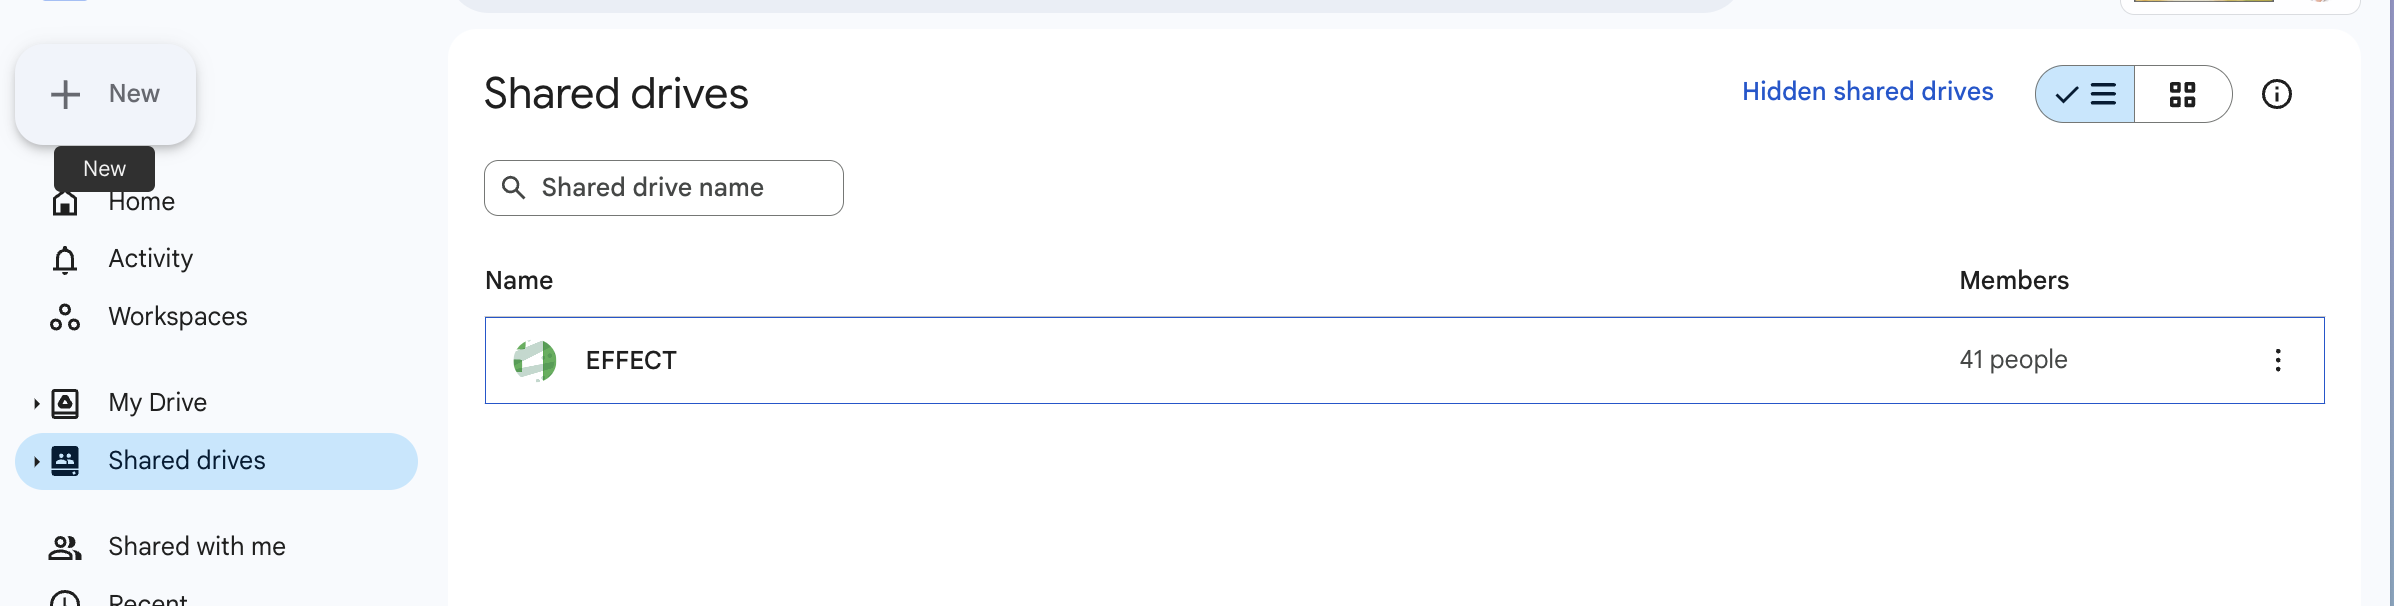 New
New
Home
Activity
Workspaces
My Drive
Shared drives
Shared with me
Recent
Shared drives
Hidden shared drives
Shared drive name
Name
Members
EFFECT
41 people